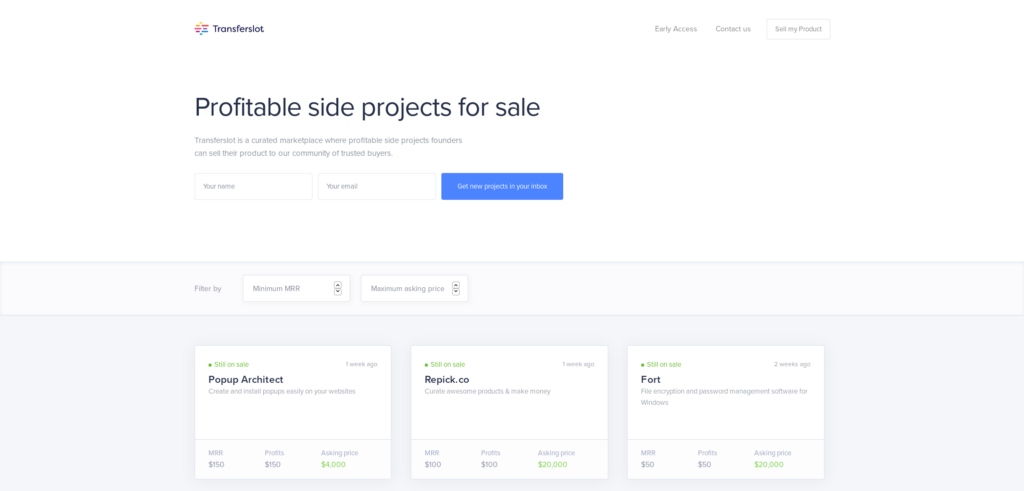 Transferslot
Early Access
Contact us
Sell my Product
Profitable side projects for sale
Transferslot is a curated marketplace where profitable side projects founders
can sell their product to our community of trusted buyers.
Your name
Your email
Get new projects in your inbox
Filter by
Minimum MRR
Maximum asking price
Still on sale
1 week ago
Popup Architect
Create and install popups easily on your websites
MRR
Profits
Asking price
$150
$150
$4,000
Still on sale
1 week ago
Repick.co
Curate awesome products & make money
MRR
Profits
Asking price
$100
$100
$20,000
Still on sale
2 weeks ago
Fort
File encryption and password management software for
Windows
MRR
Profits
Asking price
$50
$50
$20,000